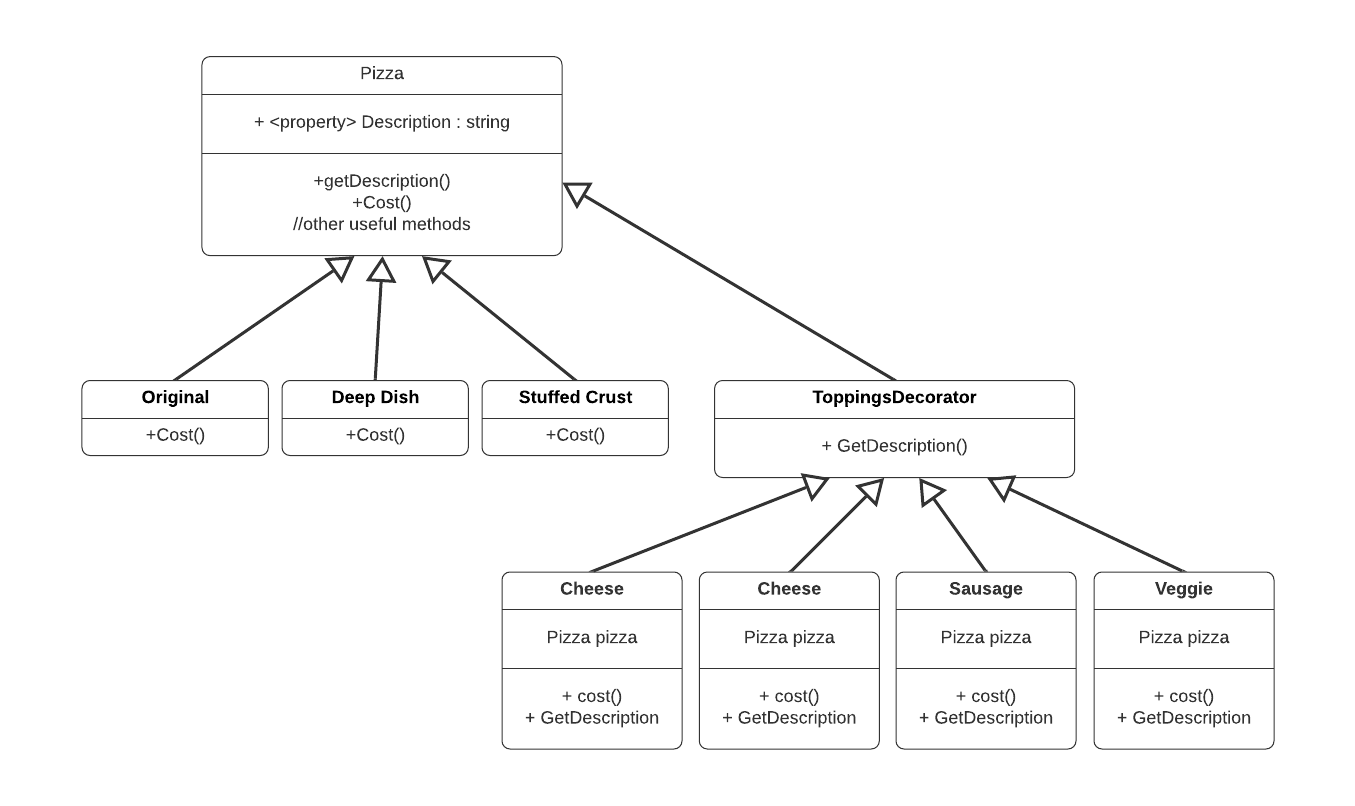 Pizza
+ <property> Description : string
+getDescription()
+Cost()
//other useful methods
Original
+Cost()
Deep Dish
+Cost()
Stuffed Crust
+Cost()
ToppingsDecorator
+ GetDescription()
Cheese
Pizza pizza
+ cost()
+ GetDescription
Cheese
Pizza pizza
+ cost()
+ GetDescription
Sausage
Pizza pizza
+ cost()
+ GetDescription
Veggie
Pizza pizza
+ cost()
+ GetDescription